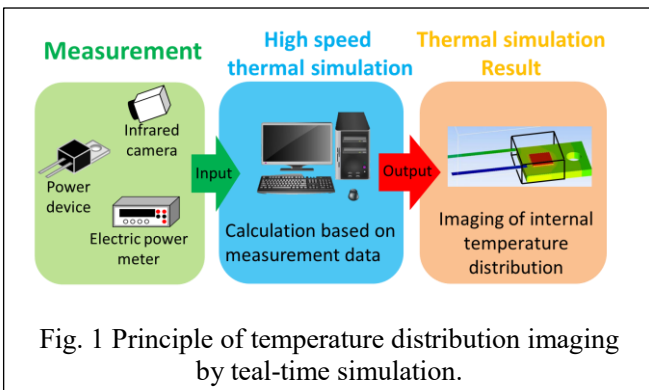 Measurement
High speed
thermal simulation
Thermal simulation
Result
Infrared
camera
Power
device
Electric power
meter
Input
Calculation based on
measurement data
Output
Imaging of internal
temperature
distribution
Fig. 1 Principle of temperature distribution imaging
by teal-time simulation.